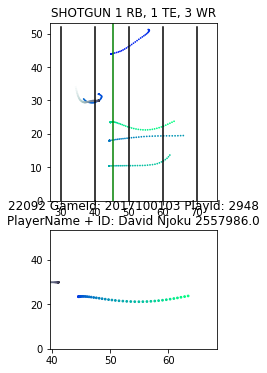 SHOTGUN 1 RB, 1 TE, 3 WR
50
40
30
20
10
0
30 40 50 60 70
22092 GameId: 2017100103 PlayId: 2948
PlayerName + ID: David Njoku 2557986.0
40
20
0
40 50 60